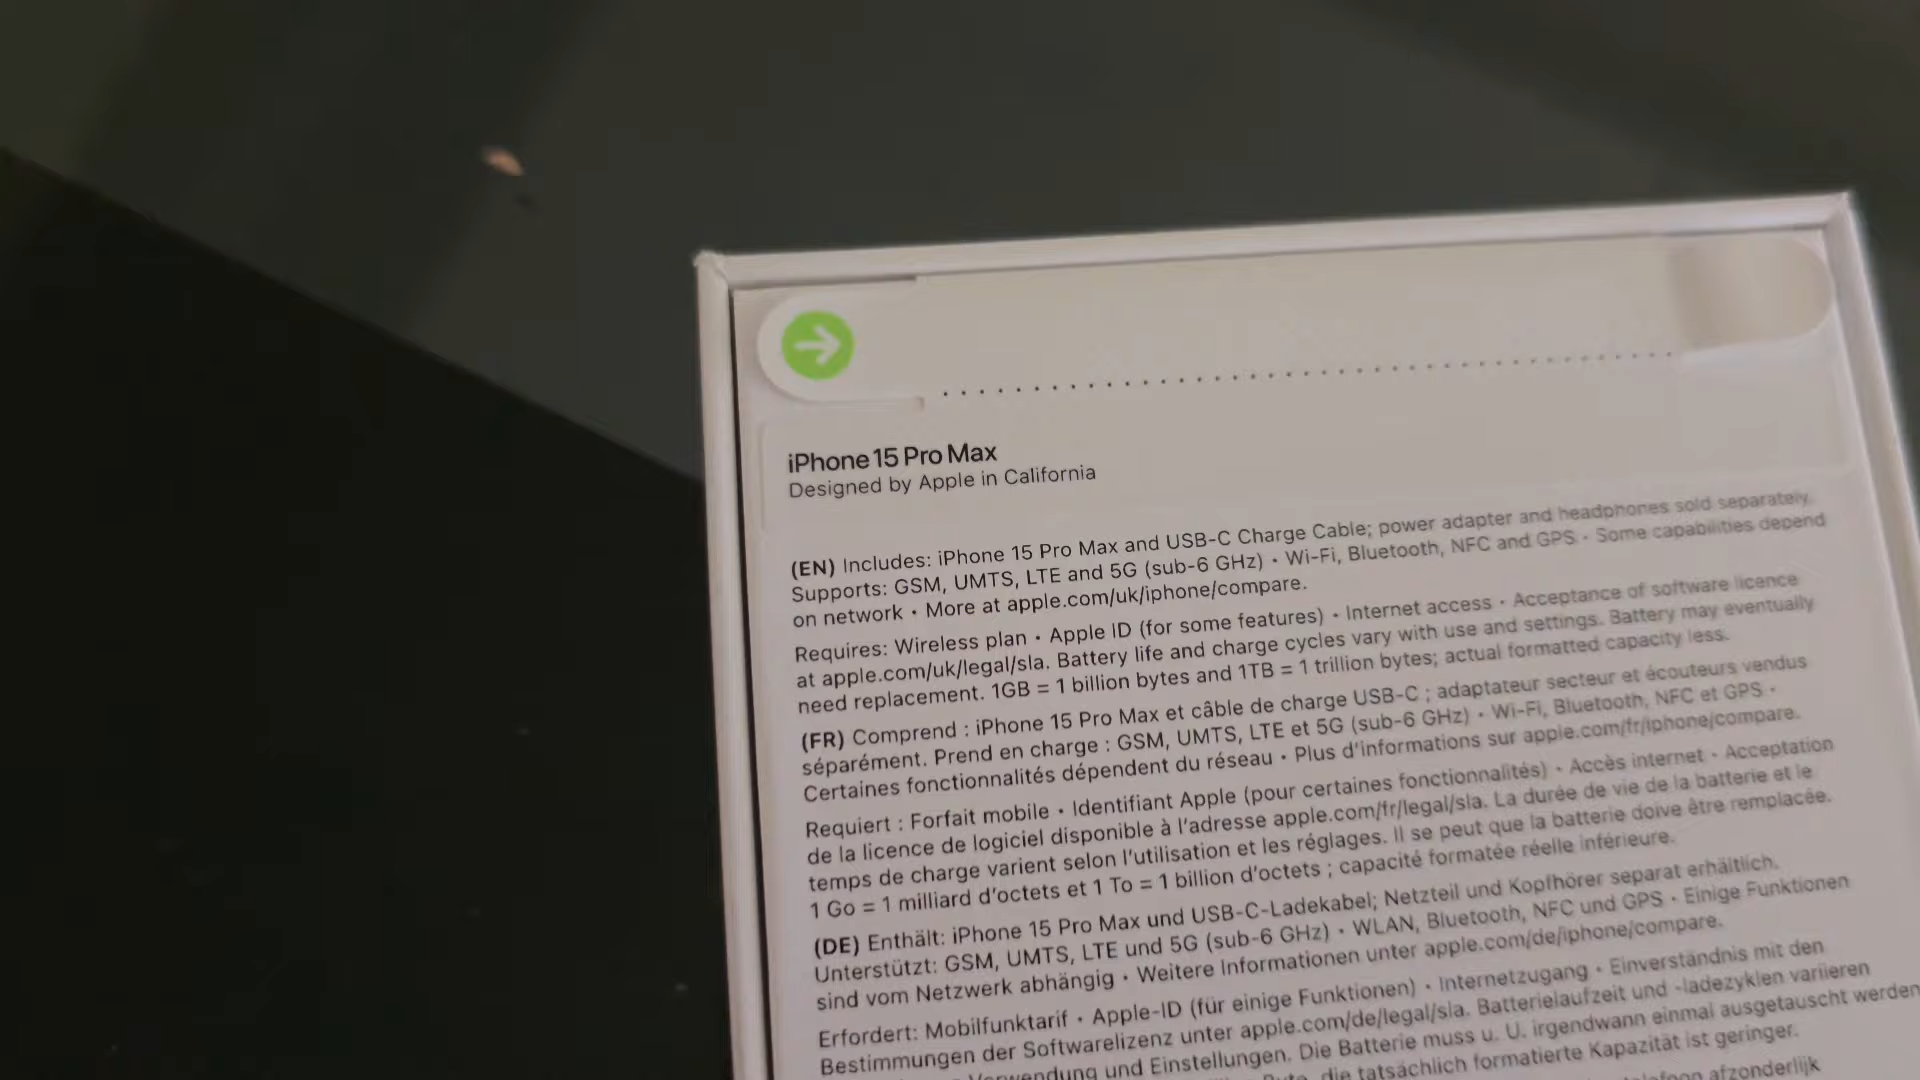 iPhone 15 Pro Max
Designed by Apple in California
(EN) Includes: iPhone 15 Pro Max and USB-C Charge Cable; power adapter and headphones sold separately.
Supports: GSM, UMTS, LTE and 5G (sub-6 GHz) • Wi-Fi, Bluetooth, NFC and GPS • Some capabilities depend
on network • More at apple.com/uk/iphone/compare.
Requires: Wireless plan • Apple ID (for some features) • Internet access • Acceptance of software licence
at apple.com/uk/legal/sla. Battery life and charge cycles vary with use and settings. Battery may eventually
need replacement. 1GB = 1 billion bytes and 1TB = 1 trillion bytes; actual formatted capacity less.
(FR) Comprend : iPhone 15 Pro Max et câble de charge USB-C ; adaptateur secteur et écouteurs vendus
séparément. Prend en charge : GSM, UMTS, LTE et 5G (sub-6 GHz) • Wi-Fi, Bluetooth, NFC et GPS •
Certaines fonctionnalités dépendent du réseau • Plus d'informations sur apple.com/fr/iphone/compare.
Requiert : Forfait mobile • Identifiant Apple (pour certaines fonctionnalités) • Accès internet • Acceptation
de la licence de logiciel disponible à l'adresse apple.com/fr/legal/sla. La durée de vie de la batterie et le
temps de charge varient selon l'utilisation et les réglages. Il se peut que la batterie doive être remplacée.
1 Go = 1 milliard d'octets et 1 To = 1 billion d'octets ; capacité formatée réelle inférieure.
(DE) Enthält: iPhone 15 Pro Max und USB-C-Ladekabel; Netzteil und Kopfhörer separat erhältlich.
Unterstützt: GSM, UMTS, LTE und 5G (sub-6 GHz) • WLAN, Bluetooth, NFC und GPS • Einige Funktionen
sind vom Netzwerk abhängig • Weitere Informationen unter apple.com/de/iphone/compare.
Erfordert: Mobilfunktarif • Apple-ID (für einige Funktionen) • Internetzugang • Einverständnis mit den
Bestimmungen der Softwarelizenz unter apple.com/de/legal/sla. Batterielaufzeit und -ladezyklen variieren
Verwendung und Einstellungen. Die Batterie muss u. U. irgendwann einmal ausgetauscht werden
die tatsächlich formatierte Kapazität ist geringer.
afzonderlijk